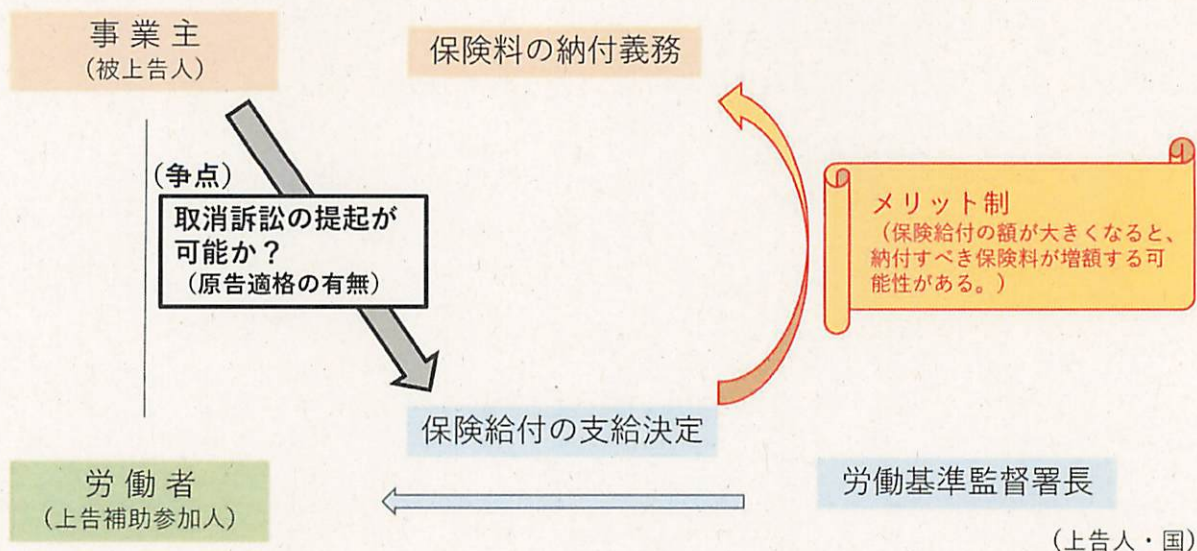 事業主
(被上告人)
保険料の納付義務
(争点)
取消訴訟の提起が
可能か？
(原告適格の有無)
メリット制
(保険給付の額が大きくなると、
納付すべき保険料が増額する可
能性がある。)
保険給付の支給決定
労働者
(上告補助参加人)
労働基準監督署長
(上告人・国)